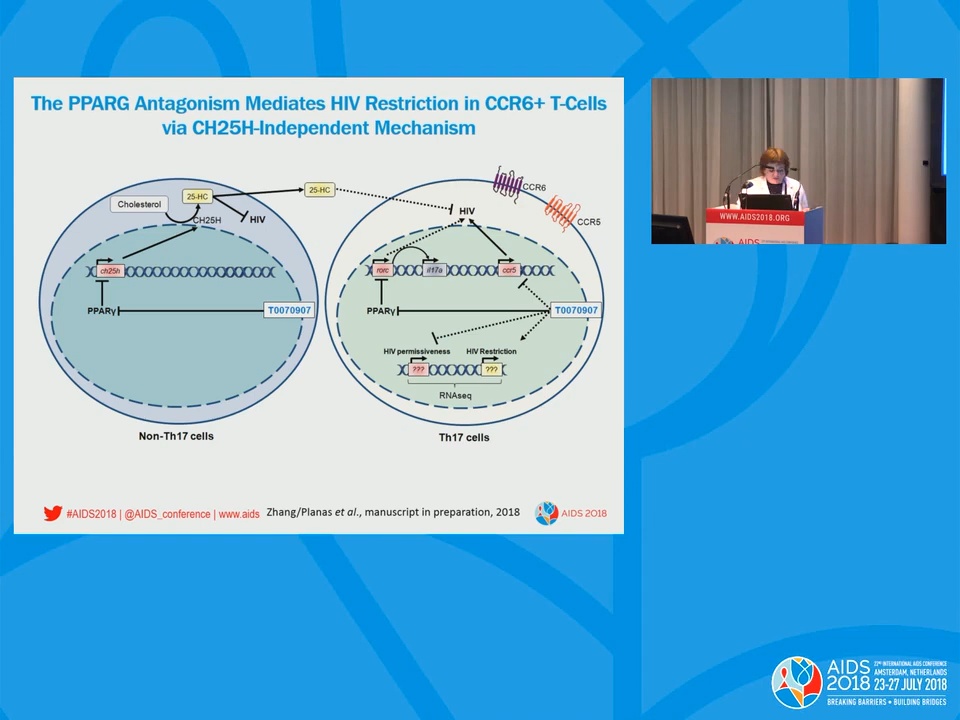 The PPARG Antagonism Mediates HIV Restriction in CCR6+ T-Cells
via CH25H-Independent Mechanism
25-HC
25-HC
Cholesterol
CH25H
HIV
HIV
CCR6
CCR5
ch25h
rorc
il17a
ccr5
PPARγ
T0070907
PPARγ
T0070907
HIV permissiveness
HIV Restriction
???
???
RNAseq
Non-Th17 cells
Th17 cells
#AIDS2018 | @AIDS_conference | www.aids
Zhang/Planas et al., manuscript in preparation, 2018
AIDS 2018
WWW.AIDS2018.ORG
AIDS
AIDS
2018
22ND INTERNATIONAL AIDS CONFERENCE
AMSTERDAM, NETHERLANDS
23-27 JULY 2018
BREAKING BARRIERS • BUILDING BRIDGES